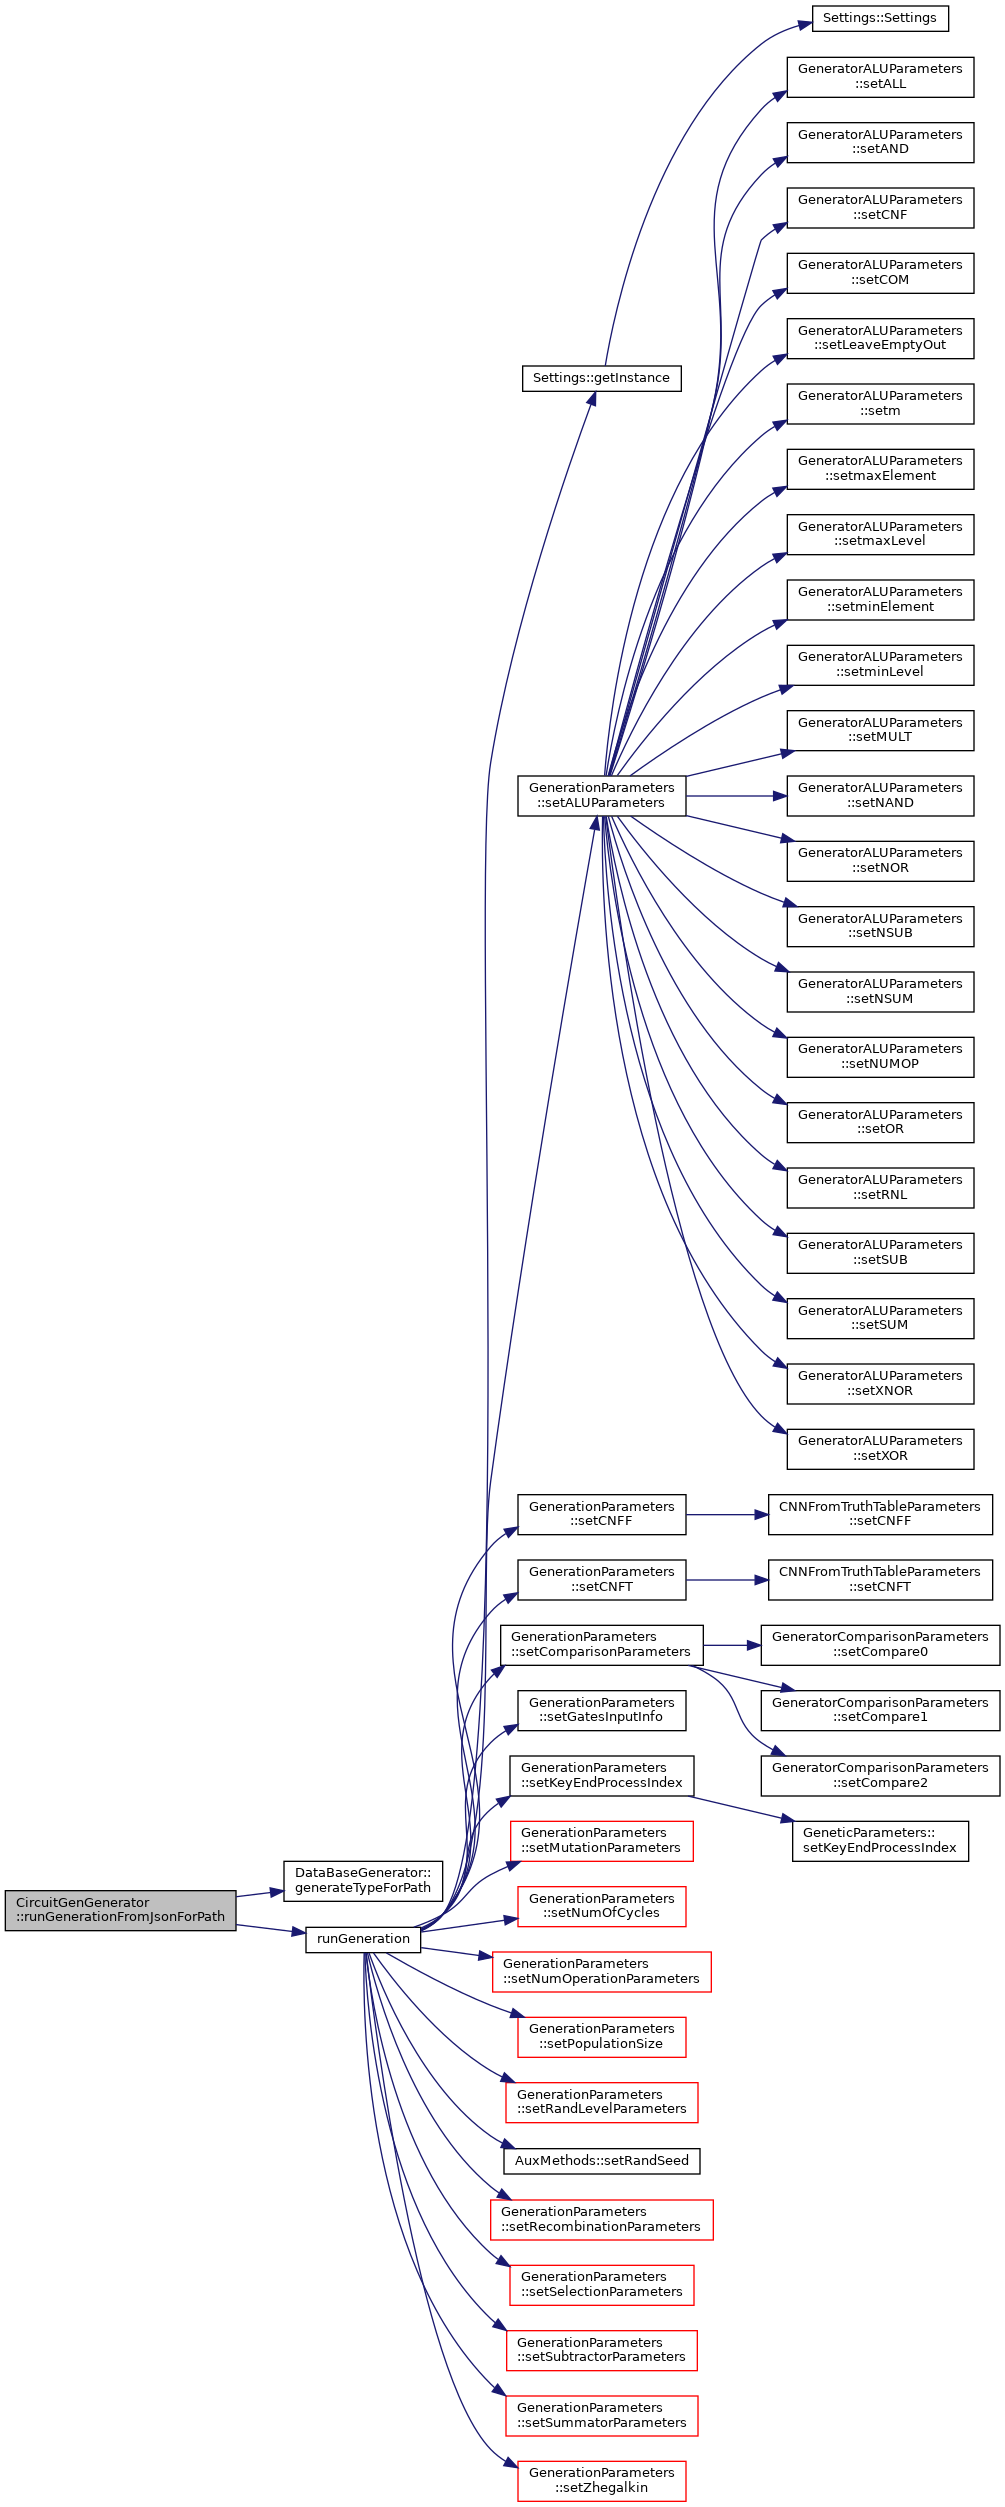 Settings::Settings
GeneratorALUParameters
::setALL
GeneratorALUParameters
::setAND
GeneratorALUParameters
::setCNF
GeneratorALUParameters
::setCOM
GeneratorALUParameters
::setLeaveEmptyOut
Settings::getInstance
GeneratorALUParameters
::setm
GeneratorALUParameters
::setmaxElement
GeneratorALUParameters
::setmaxLevel
GeneratorALUParameters
::setminElement
GeneratorALUParameters
::setminLevel
GeneratorALUParameters
::setMULT
GenerationParameters
::setALUParameters
GeneratorALUParameters
::setNAND
GeneratorALUParameters
::setNOR
GeneratorALUParameters
::setNSUB
GeneratorALUParameters
::setNSUM
GeneratorALUParameters
::setNUMOP
GeneratorALUParameters
::setOR
GeneratorALUParameters
::setRNL
GeneratorALUParameters
::setSUB
GeneratorALUParameters
::setSUM
GeneratorALUParameters
::setXNOR
GeneratorALUParameters
::setXOR
GenerationParameters
::setCNFF
CNNFromTruthTableParameters
::setCNFF
GenerationParameters
::setCNFT
CNNFromTruthTableParameters
::setCNFT
GenerationParameters
::setComparisonParameters
GeneratorComparisonParameters
::setCompare0
GenerationParameters
::setGatesInputInfo
GeneratorComparisonParameters
::setCompare1
GenerationParameters
::setKeyEndProcessIndex
GeneratorComparisonParameters
::setCompare2
GenerationParameters
::setMutationParameters
GeneticParameters::
setKeyEndProcessIndex
DataBaseGenerator::
generateTypeForPath
CircuitGenGenerator
::runGenerationFromJsonForPath
GenerationParameters
::setNumOfCycles
runGeneration
GenerationParameters
::setNumOperationParameters
GenerationParameters
::setPopulationSize
GenerationParameters
::setRandLevelParameters
AuxMethods::setRandSeed
GenerationParameters
::setRecombinationParameters
GenerationParameters
::setSelectionParameters
GenerationParameters
::setSubtractorParameters
GenerationParameters
::setSummatorParameters
GenerationParameters
::setZhegalkin